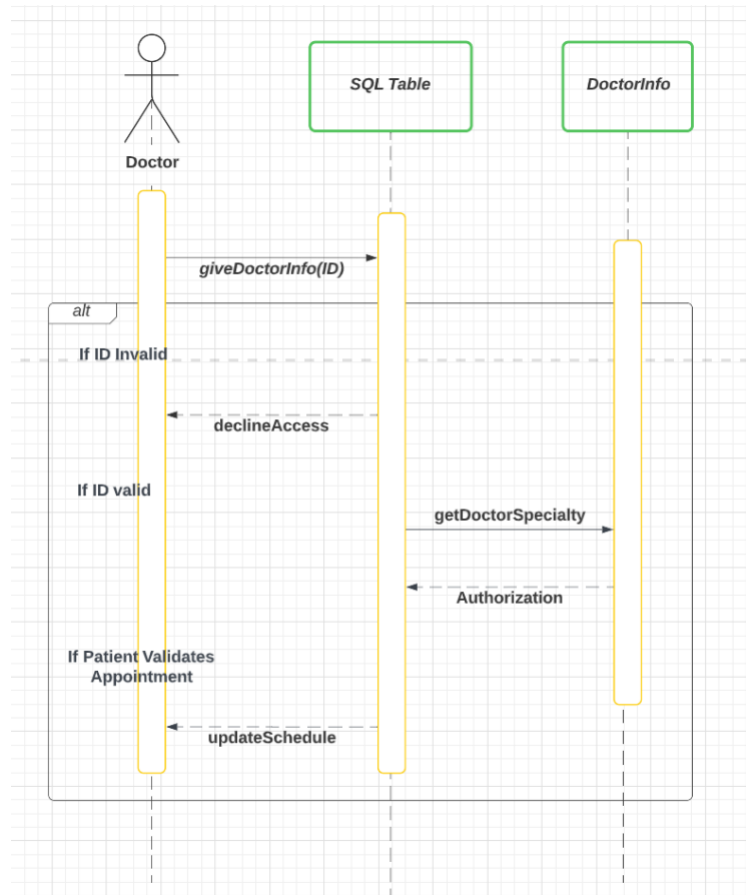 SQL Table
DoctorInfo
Doctor
giveDoctorInfo(ID)
alt
If ID Invalid
declineAccess
If ID valid
getDoctorSpecialty
Authorization
If Patient Validates
Appointment
updateSchedule